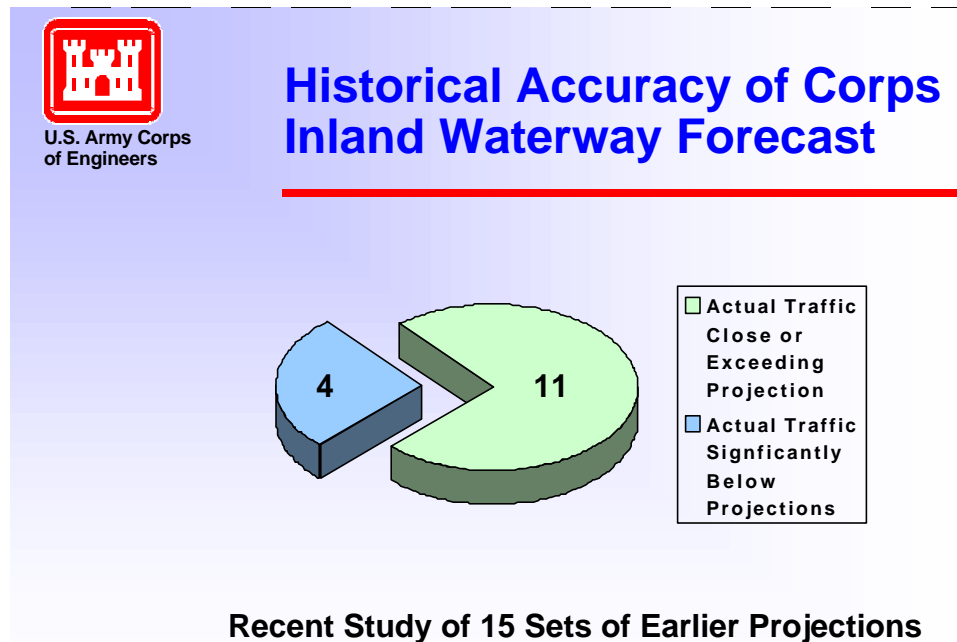 U.S. Army Corps
of Engineers
Historical Accuracy of Corps
Inland Waterway Forecast
4
11
Actual Traffic
Close or
Exceeding
Projection
Actual Traffic
Signficantly
Below
Projections
Recent Study of 15 Sets of Earlier Projections